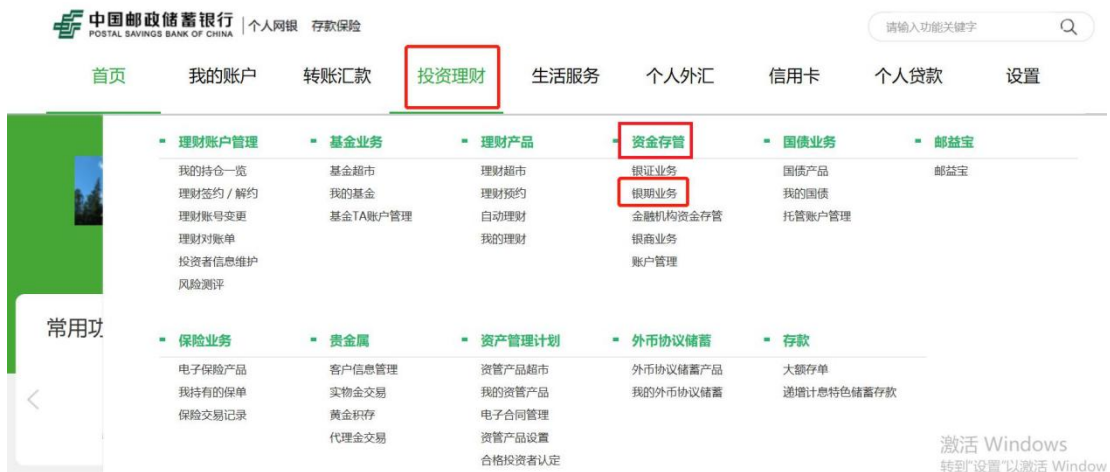 中国邮政储蓄银行 个人网银 存款保险
POSTAL SAVINGS BANK OF CHINA
请输入功能关键字
首页 我的账户 转账汇款 投资理财 生活服务 个人外汇 信用卡 个人贷款 设置
理财账户管理 基金业务 理财产品 资金存管 国债业务 邮益宝
我的持仓一览 基金超市 理财超市 银证业务 国债产品 邮益宝
理财签约 / 解约 我的基金 理财预约 银期业务 我的国债
理财账号变更 基金TA账户管理 自动理财 金融机构资金存管 托管账户管理
理财对账单 我的理财 银商业务
投资者信息维护 账户管理
风险测评
常用功
保险业务 贵金属 资产管理计划 外币协议储蓄 存款
电子保险产品 客户信息管理 资管产品超市 外币协议储蓄产品 大额存单
我持有的保单 实物金交易 我的资管产品 我的外币协议储蓄 递增计息特色储蓄存款
保险交易记录 黄金积存 电子合同管理
代理金交易 资管产品设置
合格投资者认定
激活 Windows
转到"设置"以激活 Window